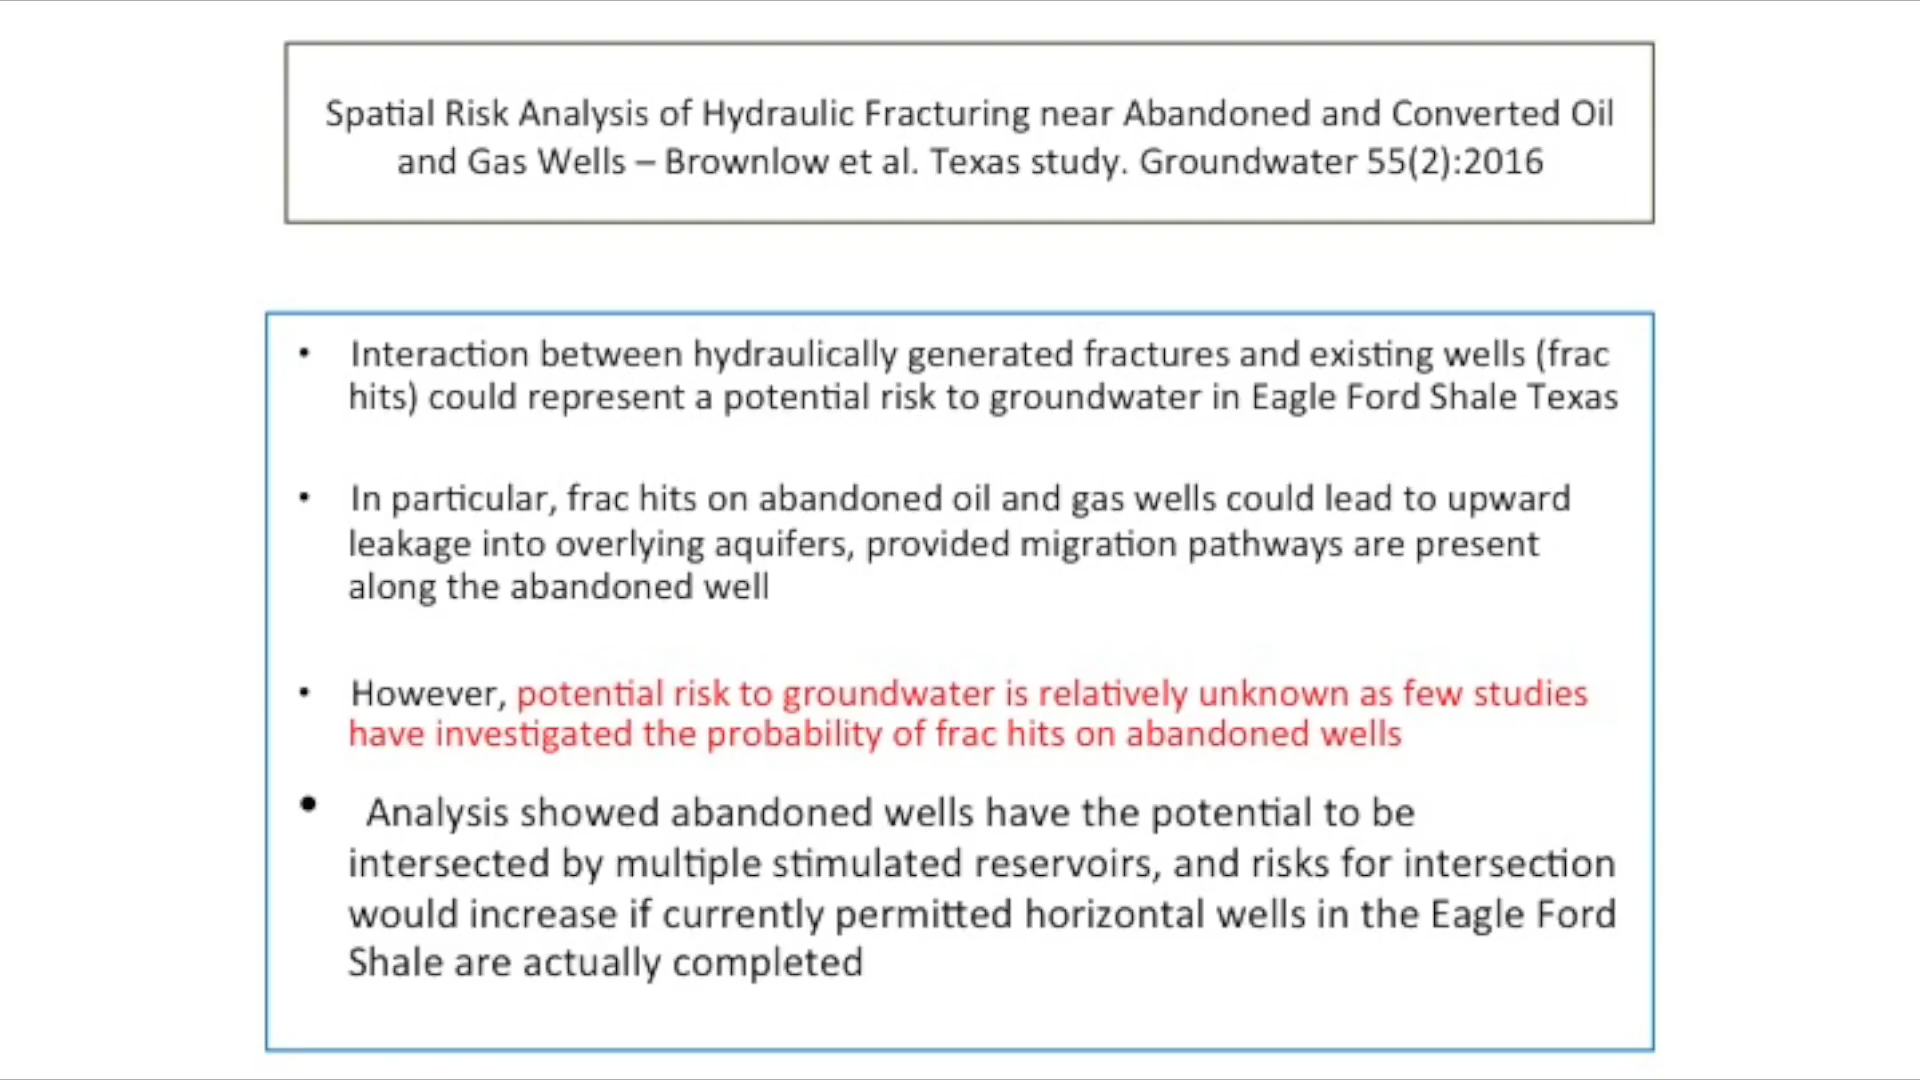 Spatial Risk Analysis of Hydraulic Fracturing near Abandoned and Converted Oil
and Gas Wells – Brownlow et al. Texas study. Groundwater 55(2):2016
• Interaction between hydraulically generated fractures and existing wells (frac
hits) could represent a potential risk to groundwater in Eagle Ford Shale Texas
• In particular, frac hits on abandoned oil and gas wells could lead to upward
leakage into overlying aquifers, provided migration pathways are present
along the abandoned well
• However, potential risk to groundwater is relatively unknown as few studies
have investigated the probability of frac hits on abandoned wells
• Analysis showed abandoned wells have the potential to be
intersected by multiple stimulated reservoirs, and risks for intersection
would increase if currently permitted horizontal wells in the Eagle Ford
Shale are actually completed